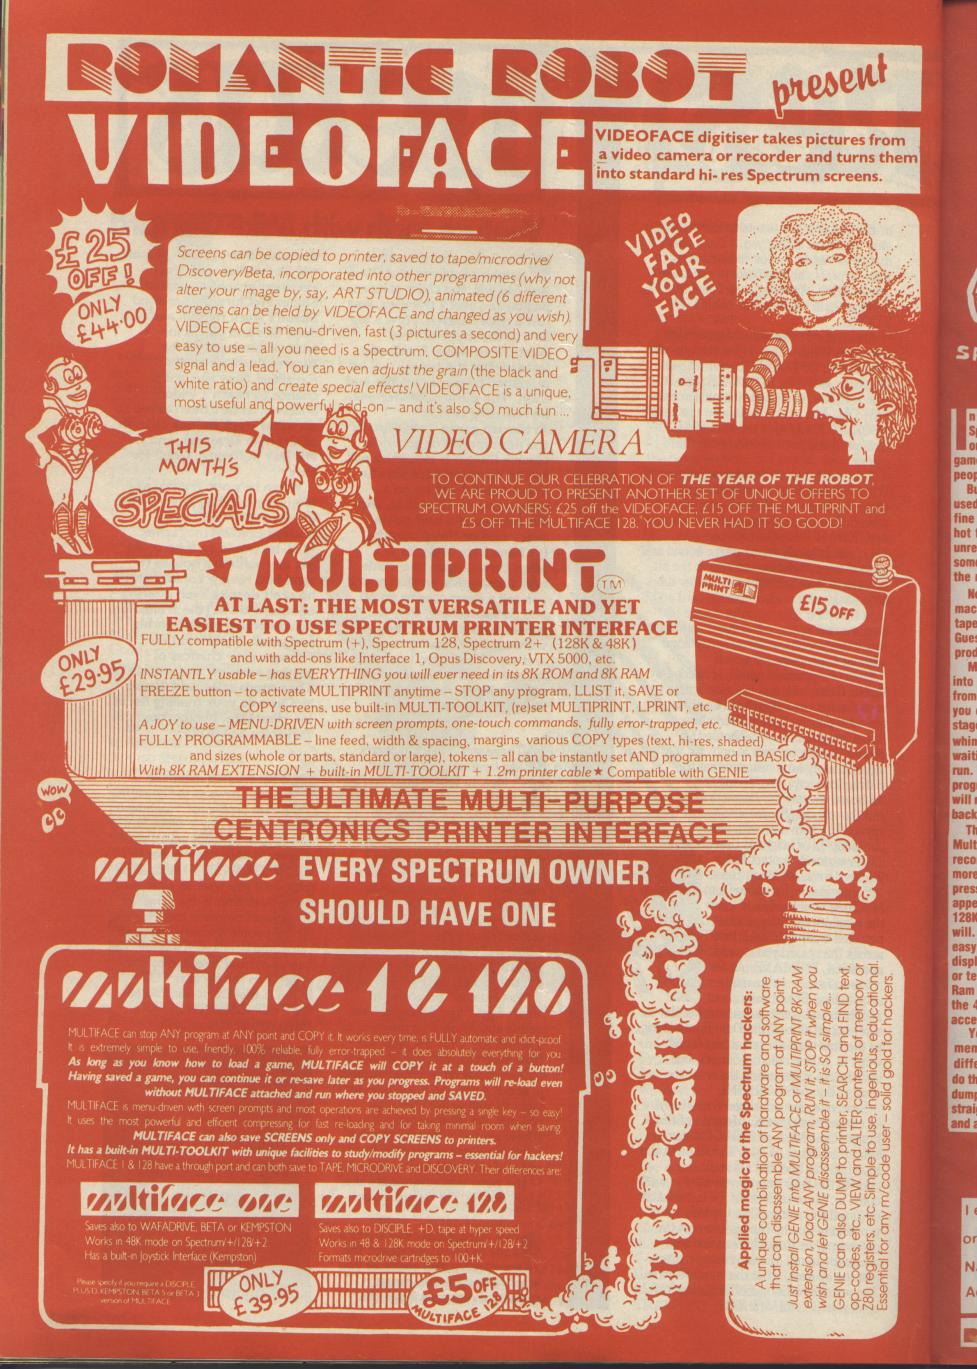 ROMANTIC ROBOT present
VIDEOFACE
VIDEOFACE digitiser takes pictures from
a video camera or recorder and turns them
into standard hi- res Spectrum screens.
£25
OFF!
ONLY
£44·00
Screens can be copied to printer, saved to tape/microdrive/
Discovery/Beta, incorporated into other programmes (why not
alter your image by, say, ART STUDIO), animated (6 different
screens can be held by VIDEOFACE and changed as you wish).
VIDEOFACE is menu-driven, fast (3 pictures a second) and very
easy to use – all you need is a Spectrum, COMPOSITE VIDEO
signal and a lead. You can even adjust the grain (the black and
white ratio) and create special effects! VIDEOFACE is a unique,
most useful and powerful add-on – and it's also SO much fun ...
VIDEO
FACE
YOUR
FACE
VIDEO CAMERA
THIS
MONTH'S
SPECIALS
TO CONTINUE OUR CELEBRATION OF THE YEAR OF THE ROBOT,
WE ARE PROUD TO PRESENT ANOTHER SET OF UNIQUE OFFERS TO
SPECTRUM OWNERS: £25 off the VIDEOFACE, £15 OFF THE MULTIPRINT and
£5 OFF THE MULTIFACE 128. YOU NEVER HAD IT SO GOOD!
MULTIPRINT TM
AT LAST: THE MOST VERSATILE AND YET
EASIEST TO USE SPECTRUM PRINTER INTERFACE
MULTI
PRINT
£15 OFF
ONLY
£29·95
FULLY compatible with Spectrum (+), Spectrum 128, Spectrum 2+ (128K & 48K)
and with add-ons like Interface 1, Opus Discovery, VTX 5000, etc.
INSTANTLY usable – has EVERYTHING you will ever need in its 8K ROM and 8K RAM
FREEZE button – to activate MULTIPRINT anytime – STOP any program, LLIST it, SAVE or
COPY screens, use built-in MULTI-TOOLKIT, (re)set MULTIPRINT, LPRINT, etc.
A JOY to use – MENU-DRIVEN with screen prompts, one-touch commands, fully error-trapped, etc.
FULLY PROGRAMMABLE – line feed, width & spacing, margins various COPY types (text, hi-res, shaded)
and sizes (whole or parts, standard or large), tokens – all can be instantly set AND programmed in BASIC.
With 8K RAM EXTENSION + built-in MULTI-TOOLKIT + 1.2m printer cable ★ Compatible with GENIE
WOW
THE ULTIMATE MULTI-PURPOSE
CENTRONICS PRINTER INTERFACE
multiface EVERY SPECTRUM OWNER
SHOULD HAVE ONE
multiface 1 & 128
MULTIFACE can stop ANY program at ANY point and COPY it. It works every time, is FULLY automatic and idiot-proof.
It is extremely simple to use, friendly, 100% reliable, fully error-trapped – it does absolutely everything for you.
As long as you know how to load a game, MULTIFACE will COPY it at a touch of a button!
Having saved a game, you can continue it or re-save later as you progress. Programs will re-load even
without MULTIFACE attached and run where you stopped and SAVED.
MULTIFACE is menu-driven with screen prompts and most operations are achieved by pressing a single key – so easy!
It uses the most powerful and efficient compressing for fast re-loading and for taking minimal room when saving.
MULTIFACE can also save SCREENS only and COPY SCREENS to printers.
It has a built-in MULTI-TOOLKIT with unique facilities to study/modify programs – essential for hackers!
MULTIFACE 1 & 128 have a through port and can both save to TAPE, MICRODRIVE and DISCOVERY. Their differences are:
multiface one
Saves also to WAFADRIVE, BETA or KEMPSTON
Works in 48K mode on Spectrum/+/128/+2
Has a built-in Joystick Interface (Kempston)
multiface 128
Saves also to DISCIPLE, +D, tape at hyper speed
Works in 48 & 128K mode on Spectrum/+/128/+2
Formats microdrive cartridges to 100+K
Please specify if you require a DISCIPLE,
PLUS D, KEMPSTON, BETA 5 or BETA 3
version of MULTIFACE
ONLY
£39·95
£5 OFF
MULTIFACE 128
GENIE
Applied magic for the Spectrum hackers:
A unique combination of hardware and software
that can disassemble ANY program at ANY point.
Just install GENIE into MULTIFACE or MULTIPRINT 8K RAM
extension, load ANY program, RUN it, STOP it when you
wish and let GENIE disassemble it – it is SO simple...
GENIE can also DUMP to printer, SEARCH and FIND text,
op-codes, etc., VIEW and ALTER contents of memory or
Z80 registers, etc. Simple to use, ingenious, educational.
Essential for any m/code user – solid gold for hackers.